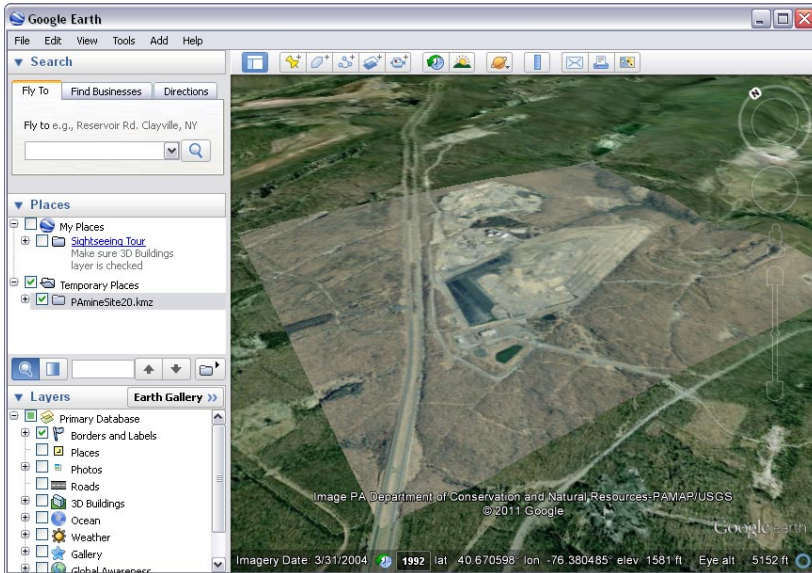 Google Earth
File Edit View Tools Add Help
Search
Fly To Find Businesses Directions
Fly to e.g., Reservoir Rd. Clayville, NY
Places
My Places
Sightseeing Tour
Make sure 3D Buildings
layer is checked
Temporary Places
PAmineSite20.kmz
Layers Earth Gallery >>
Primary Database
Borders and Labels
Places
Photos
Roads
3D Buildings
Ocean
Weather
Gallery
Global Awareness
N
Image PA Department of Conservation and Natural Resources-PAMAP/USGS
© 2011 Google
Google earth
Imagery Date: 3/31/2004 1992 lat 40.670598° lon -76.380485° elev 1581 ft Eye alt 5152 ft